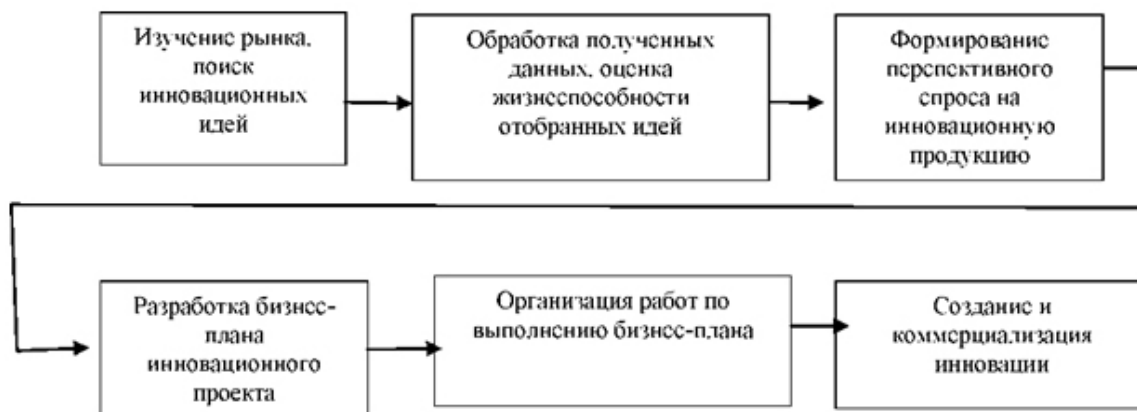 Изучение рынка,
поиск
инновационных
идей
Обработка полученных
данных, оценка
жизнеспособности
отобранных идей
Формирование
перспективного
спроса на
инновационную
продукцию
Разработка бизнес-
плана
инновационного
проекта
Организация работ по
выполнению бизнес-плана
Создание и
коммерциализация
инновации